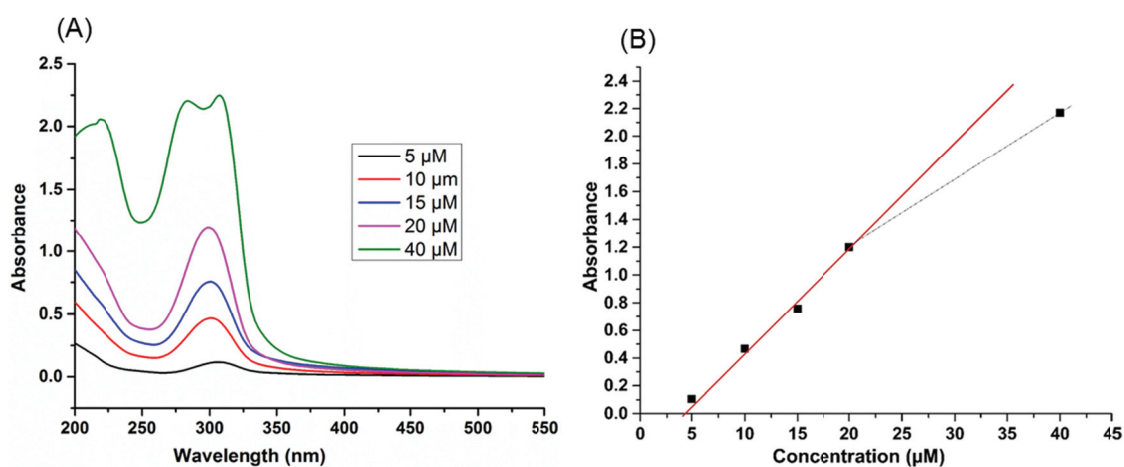 (A)
2.5
2.0
1.5
1.0
0.5
0.0
Absorbance
200 250 300 350 400 450 500 550
Wavelength (nm)
5 µM
10 µm
15 µM
20 µM
40 µM
(B)
2.4
2.2
2.0
1.8
1.6
1.4
1.2
1.0
0.8
0.6
0.4
0.2
0.0
Absorbance
0 5 10 15 20 25 30 35 40 45
Concentration (µM)